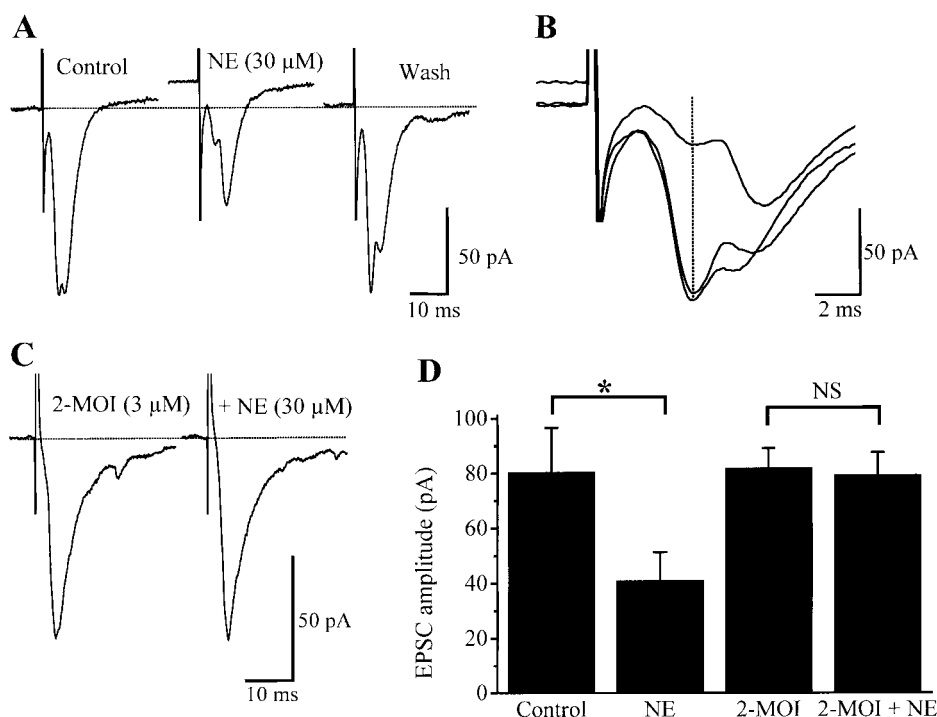 A
Control
NE (30 µM)
Wash
50 pA
10 ms
B
50 pA
2 ms
C
2-MOI (3 µM)
+ NE (30 µM)
50 pA
10 ms
D
*
NS
EPSC amplitude (pA)
100
80
60
40
20
0
Control
NE
2-MOI
2-MOI + NE